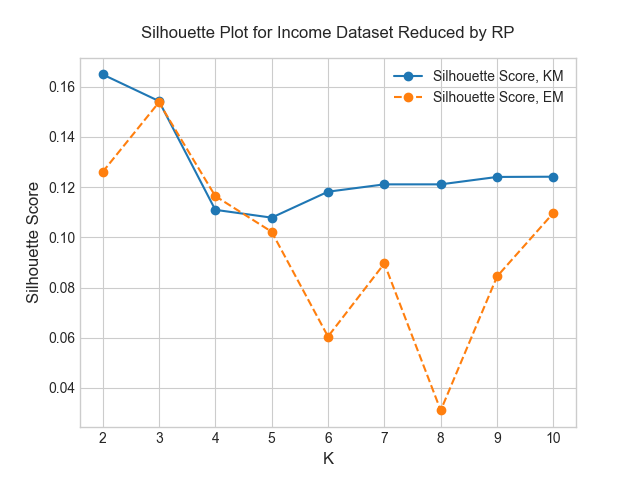 Silhouette Plot for Income Dataset Reduced by RP
Silhouette Score, KM
Silhouette Score, EM
Silhouette Score
0.16
0.14
0.12
0.10
0.08
0.06
0.04
2 3 4 5 6 7 8 9 10
K